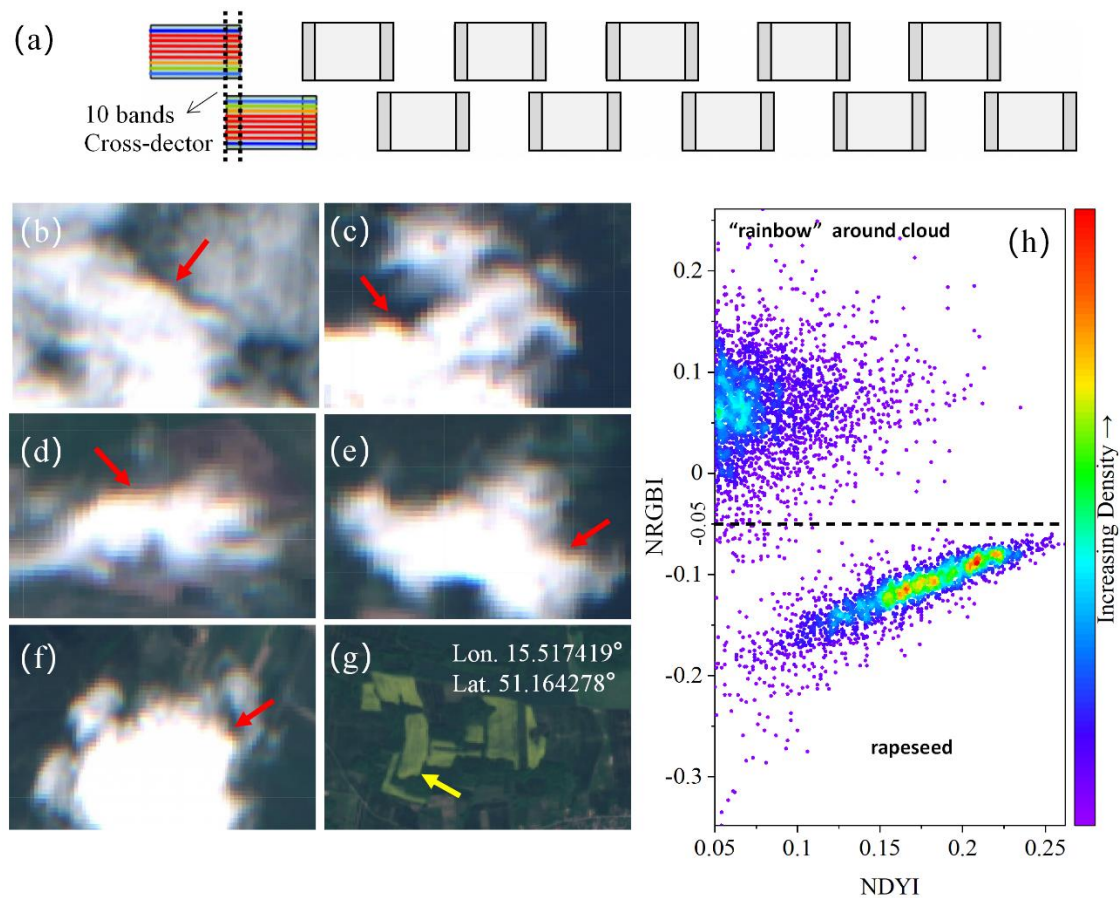 (a)
10 bands
Cross-dector
(b)
(c)
(d)
(e)
(f)
(g)
Lon. 15.517419°
Lat. 51.164278°
(h)
"rainbow" around cloud
rapeseed
NRGBI
0.2
0.1
0
-0.05
-0.1
-0.2
-0.3
0.05
0.1
0.15
0.2
0.25
NDYI
Increasing Density →